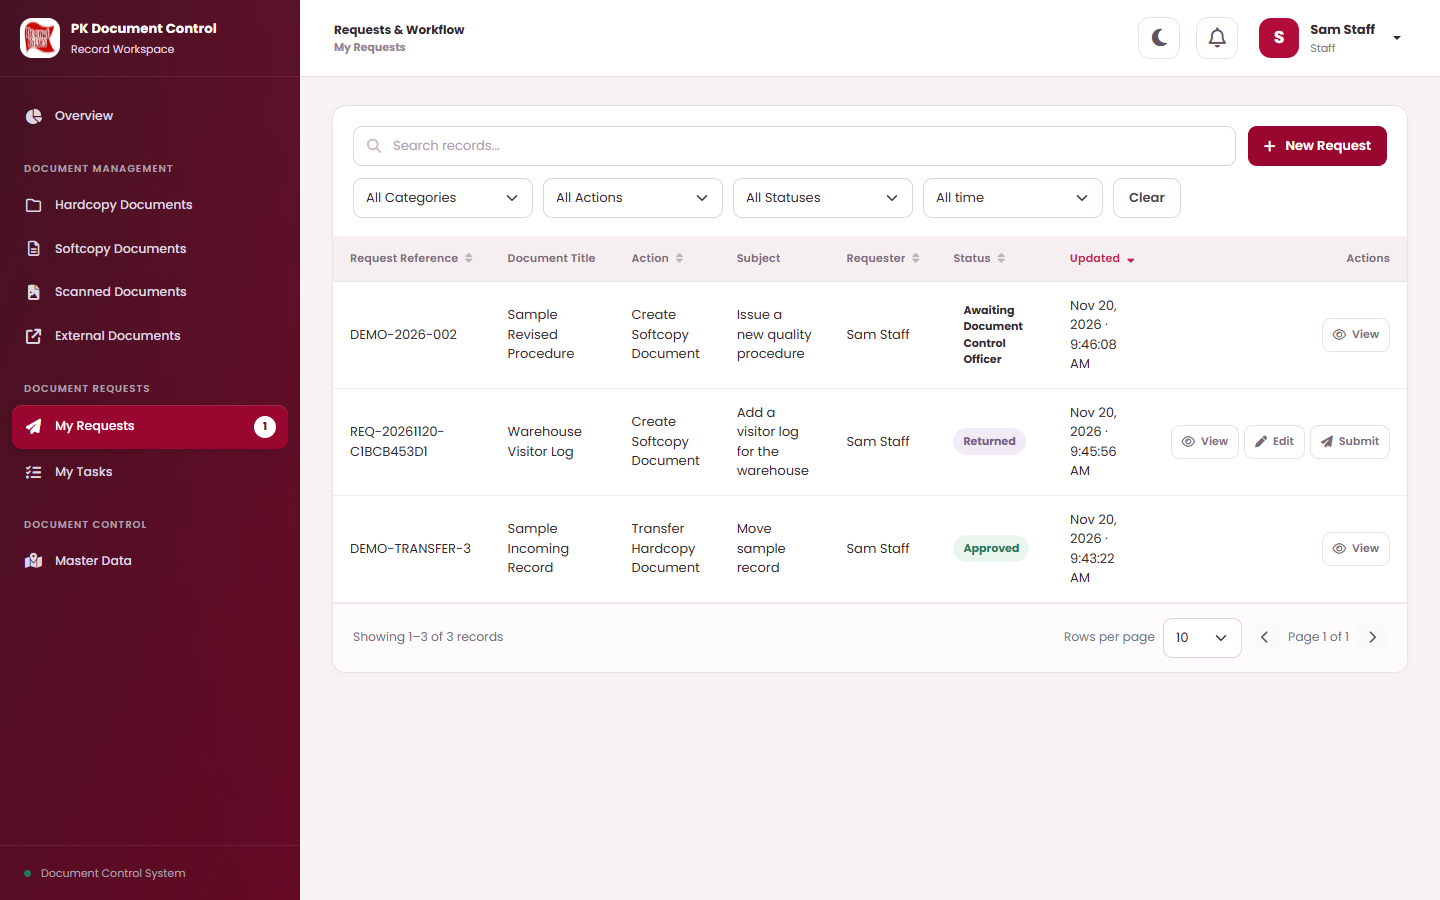 PK Document Control
Record Workspace
Overview
DOCUMENT MANAGEMENT
Hardcopy Documents
Softcopy Documents
Scanned Documents
External Documents
DOCUMENT REQUESTS
My Requests
1
My Tasks
DOCUMENT CONTROL
Master Data
Document Control System
Requests & Workflow
My Requests
S
Sam Staff
Staff
Search records...
New Request
All Categories
All Actions
All Statuses
All time
Clear
Request Reference
Document Title
Action
Subject
Requester
Status
Updated
Actions
DEMO-2026-002
Sample
Revised
Procedure
Create
Softcopy
Document
Issue a
new quality
procedure
Sam Staff
Awaiting
Document
Control
Officer
Nov 20,
2026 ·
9:46:08
AM
View
REQ-20261120-
C1BCB453D1
Warehouse
Visitor Log
Create
Softcopy
Document
Add a
visitor log
for the
warehouse
Sam Staff
Returned
Nov 20,
2026 ·
9:45:56
AM
View
Edit
Submit
DEMO-TRANSFER-3
Sample
Incoming
Record
Transfer
Hardcopy
Document
Move
sample
record
Sam Staff
Approved
Nov 20,
2026 ·
9:43:22
AM
View
Showing 1–3 of 3 records
Rows per page
10
Page 1 of 1